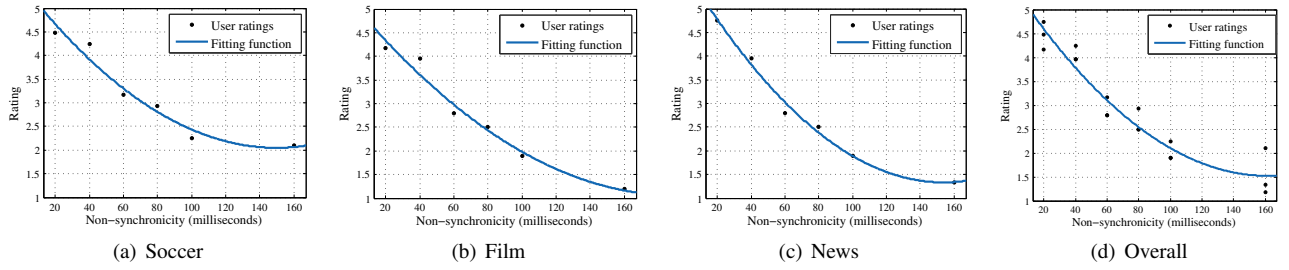 5
4.5
4
3.5
3
2.5
2
1.5
1
Rating
User ratings
Fitting function
20 40 60 80 100 120 140 160
Non−synchronicity (milliseconds)
(a) Soccer
5
4.5
4
3.5
3
2.5
2
1.5
1
Rating
User ratings
Fitting function
20 40 60 80 100 120 140 160
Non−synchronicity (milliseconds)
(b) Film
5
4.5
4
3.5
3
2.5
2
1.5
1
Rating
User ratings
Fitting function
20 40 60 80 100 120 140 160
Non−synchronicity (milliseconds)
(c) News
5
4.5
4
3.5
3
2.5
2
1.5
1
Rating
User ratings
Fitting function
20 40 60 80 100 120 140 160
Non−synchronicity (milliseconds)
(d) Overall